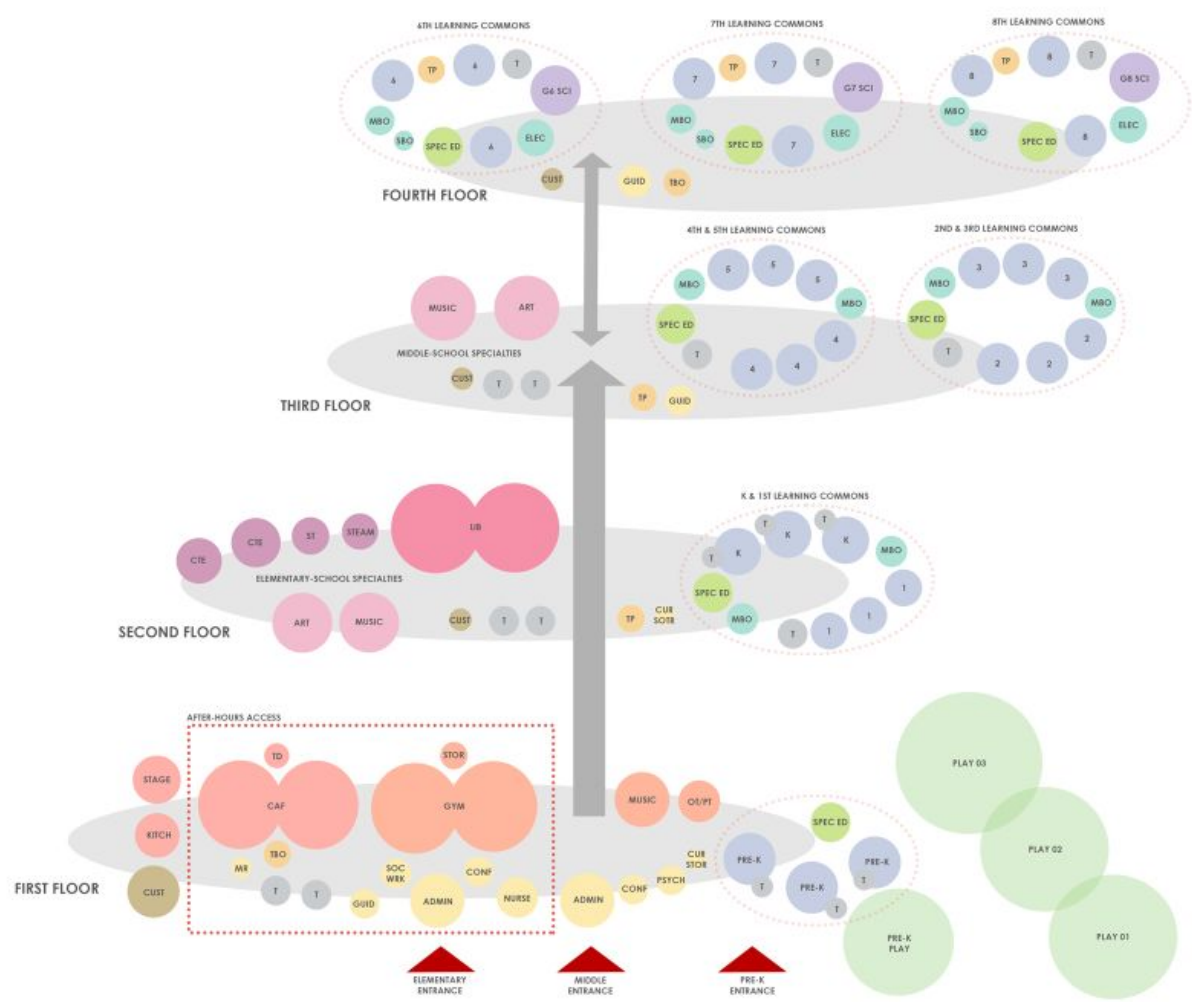 6TH LEARNING COMMONS
7TH LEARNING COMMONS
8TH LEARNING COMMONS
6
TP
6
T
G6 SCI
MBO
SBO
SPEC ED
6
ELEC
7
TP
7
T
G7 SCI
MBO
SBO
SPEC ED
7
ELEC
8
TP
8
T
G8 SCI
MBO
SBO
SPEC ED
8
ELEC
CUST
GUID
TBO
FOURTH FLOOR
4TH & 5TH LEARNING COMMONS
2ND & 3RD LEARNING COMMONS
MUSIC
ART
MBO
5
5
5
MBO
SPEC ED
T
4
4
4
MBO
3
3
3
MBO
SPEC ED
T
2
2
2
MIDDLE-SCHOOL SPECIALTIES
CUST
T
T
TP
GUID
THIRD FLOOR
K & 1ST LEARNING COMMONS
CTE
CTE
ST
STEAM
LIB
T
K
T
K
T
K
MBO
SPEC ED
MBO
T
1
1
1
ELEMENTARY-SCHOOL SPECIALTIES
ART
MUSIC
CUST
T
T
TP
CUR
SOTR
SECOND FLOOR
AFTER-HOURS ACCESS
STAGE
TD
STOR
CAF
GYM
KITCH
MUSIC
OT/PT
SPEC ED
PLAY 03
PLAY 02
PLAY 01
MR
TBO
SOC
WRK
CONF
CUR
STOR
PSYCH
CONF
PRE-K
PRE-K
PRE-K
T
T
T
FIRST FLOOR
CUST
T
T
GUID
ADMIN
NURSE
ADMIN
PRE-K
PLAY
ELEMENTARY
ENTRANCE
MIDDLE
ENTRANCE
PRE-K
ENTRANCE